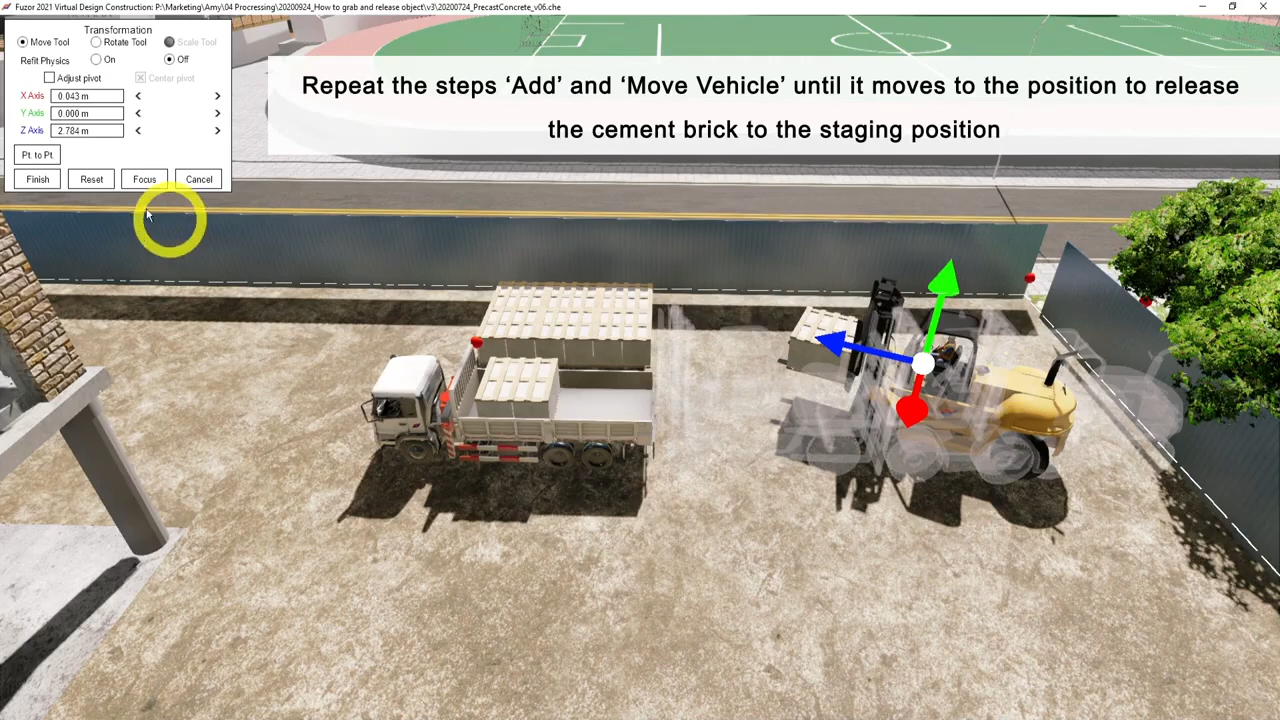 Fuzor 2021 Virtual Design Construction: P:\Marketing\Amy\04 Procressing\20200924_How to grab and release object\v3\20200724_PrecastConcrete_v06.che
Transformation
Move Tool Rotate Tool Scale Tool
Refit Physics On Off
Adjust pivot Center pivot
X Axis 0.043 m
Y Axis 0.000 m
Z Axis 2.784 m
Pt. to Pt.
Finish Reset Focus Cancel
Repeat the steps ‘Add’ and ‘Move Vehicle’ until it moves to the position to release
the cement brick to the staging position